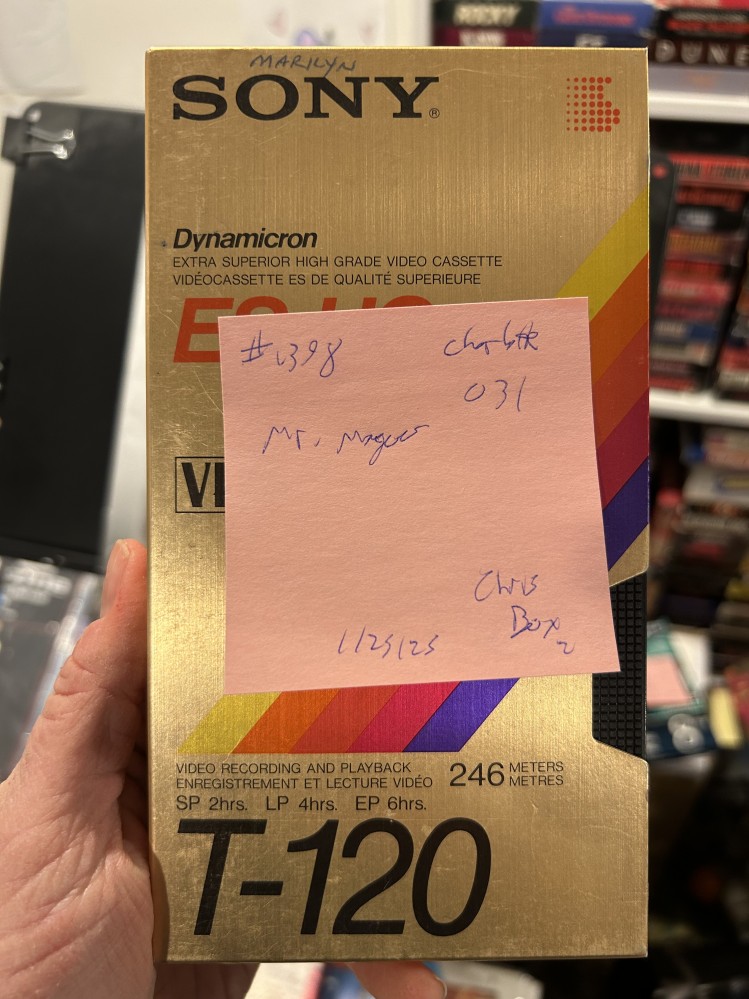 MARILYN
SONY®
Dynamicron
EXTRA SUPERIOR HIGH GRADE VIDEO CASSETTE
VIDÉOCASSETTE ES DE QUALITÉ SUPERIEURE
#1398
Charlotte
031
Mr. Magoo
Chris
Box 2
1/25/25
VIDEO RECORDING AND PLAYBACK
ENREGISTREMENT ET LECTURE VIDÉO
246 METERS
METRES
SP 2hrs. LP 4hrs. EP 6hrs.
T-120
ROCKY
DUNE